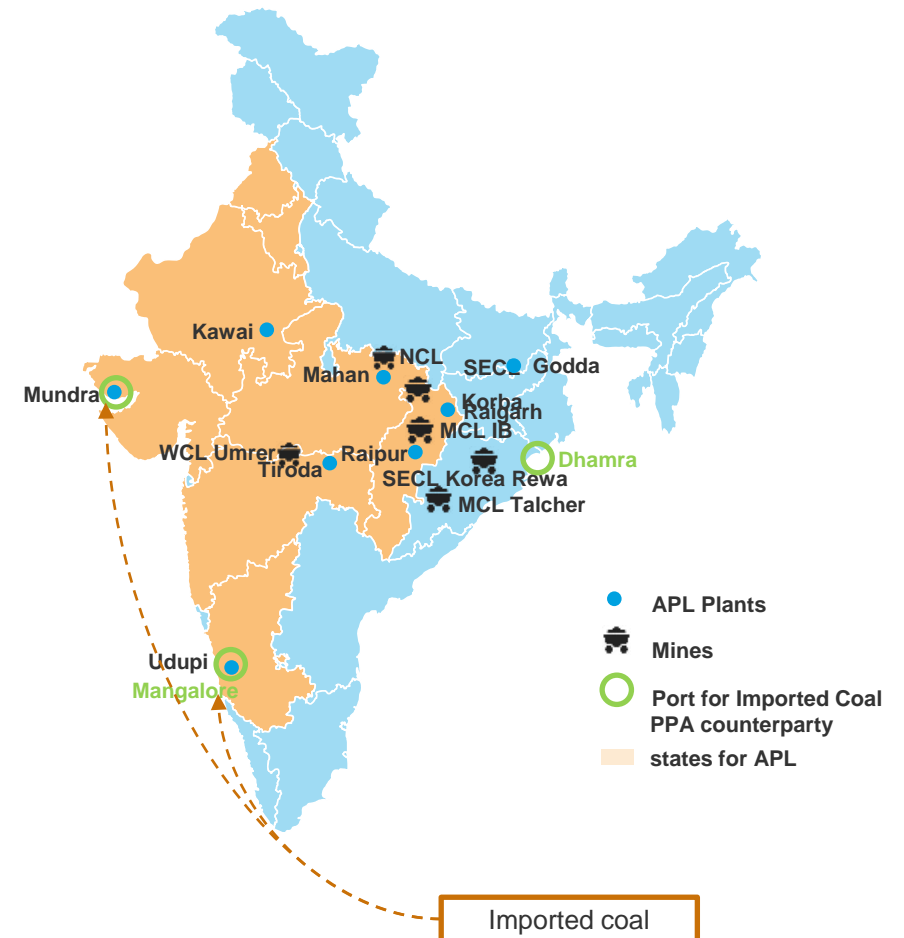 Kawai
NCL
Mahan
SECL
Godda
Mundra
Korba
Raigarh
MCL IB
WCL Umrer
Raipur
Tiroda
Dhamra
SECL Korea Rewa
MCL Talcher
APL Plants
Mines
Udupi
Mangalore
Port for Imported Coal
PPA counterparty
states for APL
Imported coal